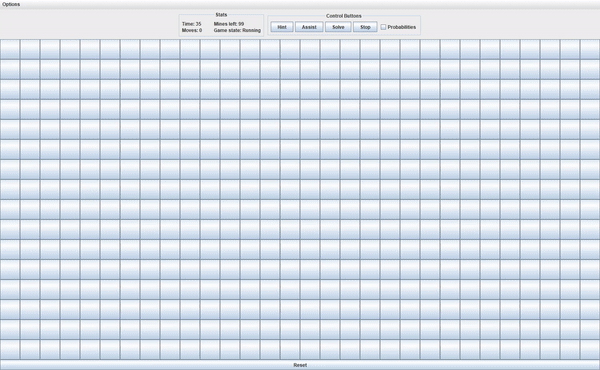 Options
Stats
Time: 35 Mines left: 99
Moves: 0 Game state: Running
Control Buttons
Hint Assist Solve Stop Probabilities
Reset